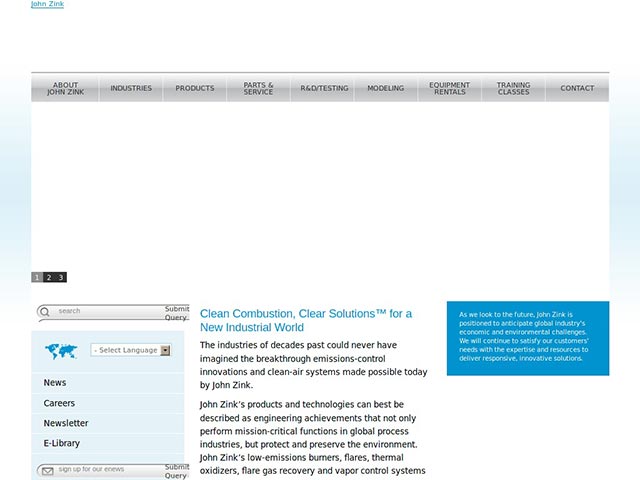 John Zink
ABOUT
JOHN ZINK
INDUSTRIES
PRODUCTS
PARTS &
SERVICE
R&D/TESTING
MODELING
EQUIPMENT
RENTALS
TRAINING
CLASSES
CONTACT
1 2 3
search
Submit
Query
- Select Language
News
Careers
Newsletter
E-Library
sign up for our enews
Submit
Query
Clean Combustion, Clear Solutions™ for a
New Industrial World
The industries of decades past could never have
imagined the breakthrough emissions-control
innovations and clean-air systems made possible today
by John Zink.
John Zink’s products and technologies can best be
described as engineering achievements that not only
perform mission-critical functions in global process
industries, but protect and preserve the environment.
John Zink’s low-emissions burners, flares, thermal
oxidizers, flare gas recovery and vapor control systems
As we look to the future, John Zink is
positioned to anticipate global industry's
economic and environmental challenges.
We will continue to satisfy our customers'
needs with the expertise and resources to
deliver responsive, innovative solutions.